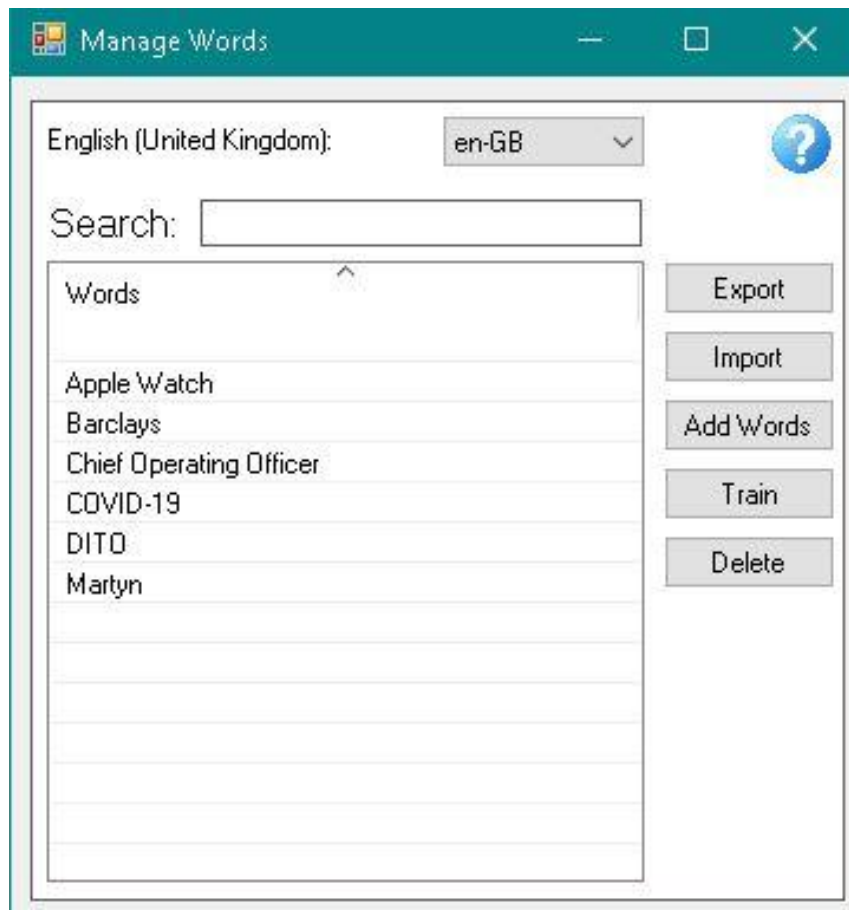 Manage Words
English (United Kingdom): en-GB
?
Search:
Words
Apple Watch
Barclays
Chief Operating Officer
COVID-19
DITO
Martyn
Export
Import
Add Words
Train
Delete